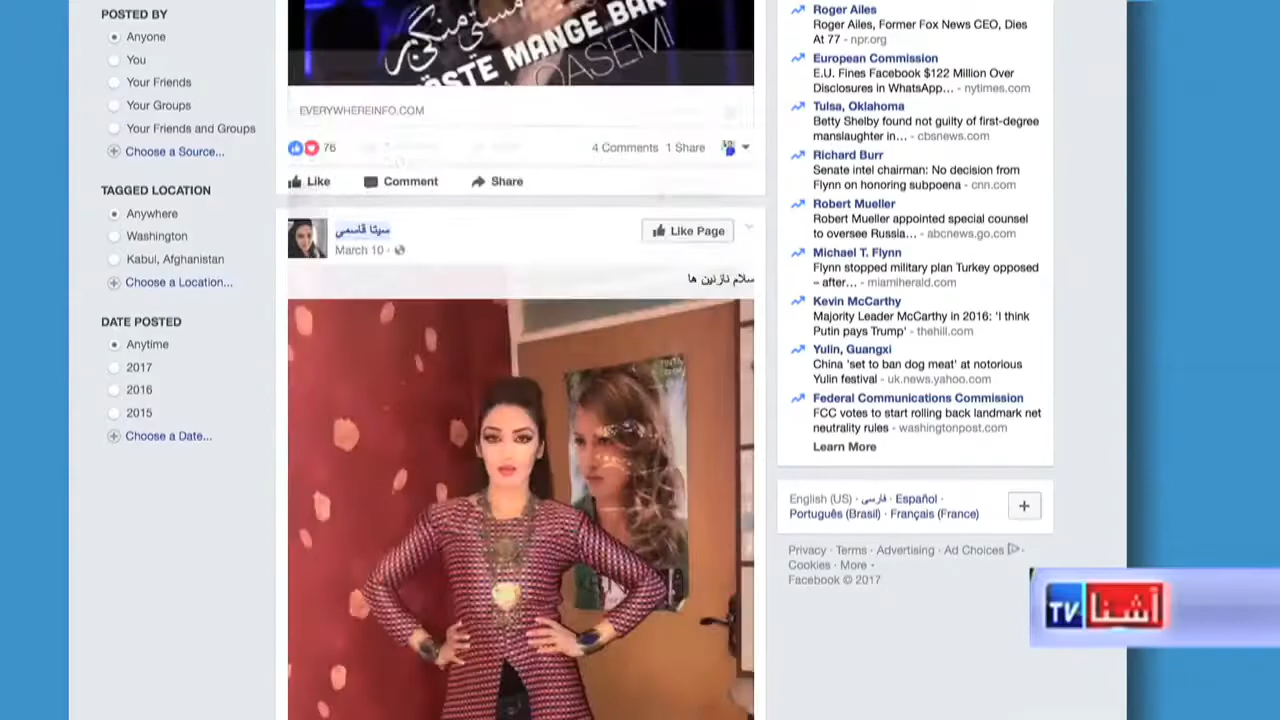 POSTED BY
Anyone
You
Your Friends
Your Groups
Your Friends and Groups
Choose a Source...
TAGGED LOCATION
Anywhere
Washington
Kabul, Afghanistan
Choose a Location...
DATE POSTED
Anytime
2017
2016
2015
Choose a Date...
مستی منگی بر
MANGE BAR
QASEMI
EVERYWHEREINFO.COM
76
4 Comments 1 Share
Like Comment Share
سیتا قاسمی
Like Page
March 10 ·
سلام نازنین ها
Roger Ailes
Roger Ailes, Former Fox News CEO, Dies
At 77 - npr.org
European Commission
E.U. Fines Facebook $122 Million Over
Disclosures in WhatsApp... - nytimes.com
Tulsa, Oklahoma
Betty Shelby found not guilty of first-degree
manslaughter in... - cbsnews.com
Richard Burr
Senate intel chairman: No decision from
Flynn on honoring subpoena - cnn.com
Robert Mueller
Robert Mueller appointed special counsel
to oversee Russia... - abcnews.go.com
Michael T. Flynn
Flynn stopped military plan Turkey opposed
– after... - miamiherald.com
Kevin McCarthy
Majority Leader McCarthy in 2016: 'I think
Putin pays Trump' - thehill.com
Yulin, Guangxi
China 'set to ban dog meat' at notorious
Yulin festival - uk.news.yahoo.com
Federal Communications Commission
FCC votes to start rolling back landmark net
neutrality rules - washingtonpost.com
Learn More
English (US) · فارسی · Español ·
Português (Brasil) · Français (France)
Privacy · Terms · Advertising · Ad Choices ·
Cookies · More ·
Facebook © 2017
TV آشنا